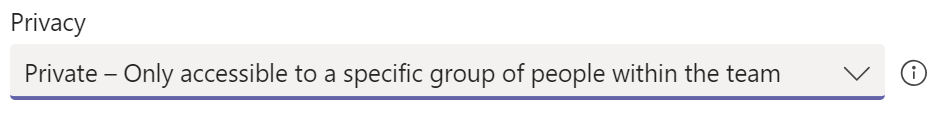 Privacy
Private – Only accessible to a specific group of people within the team